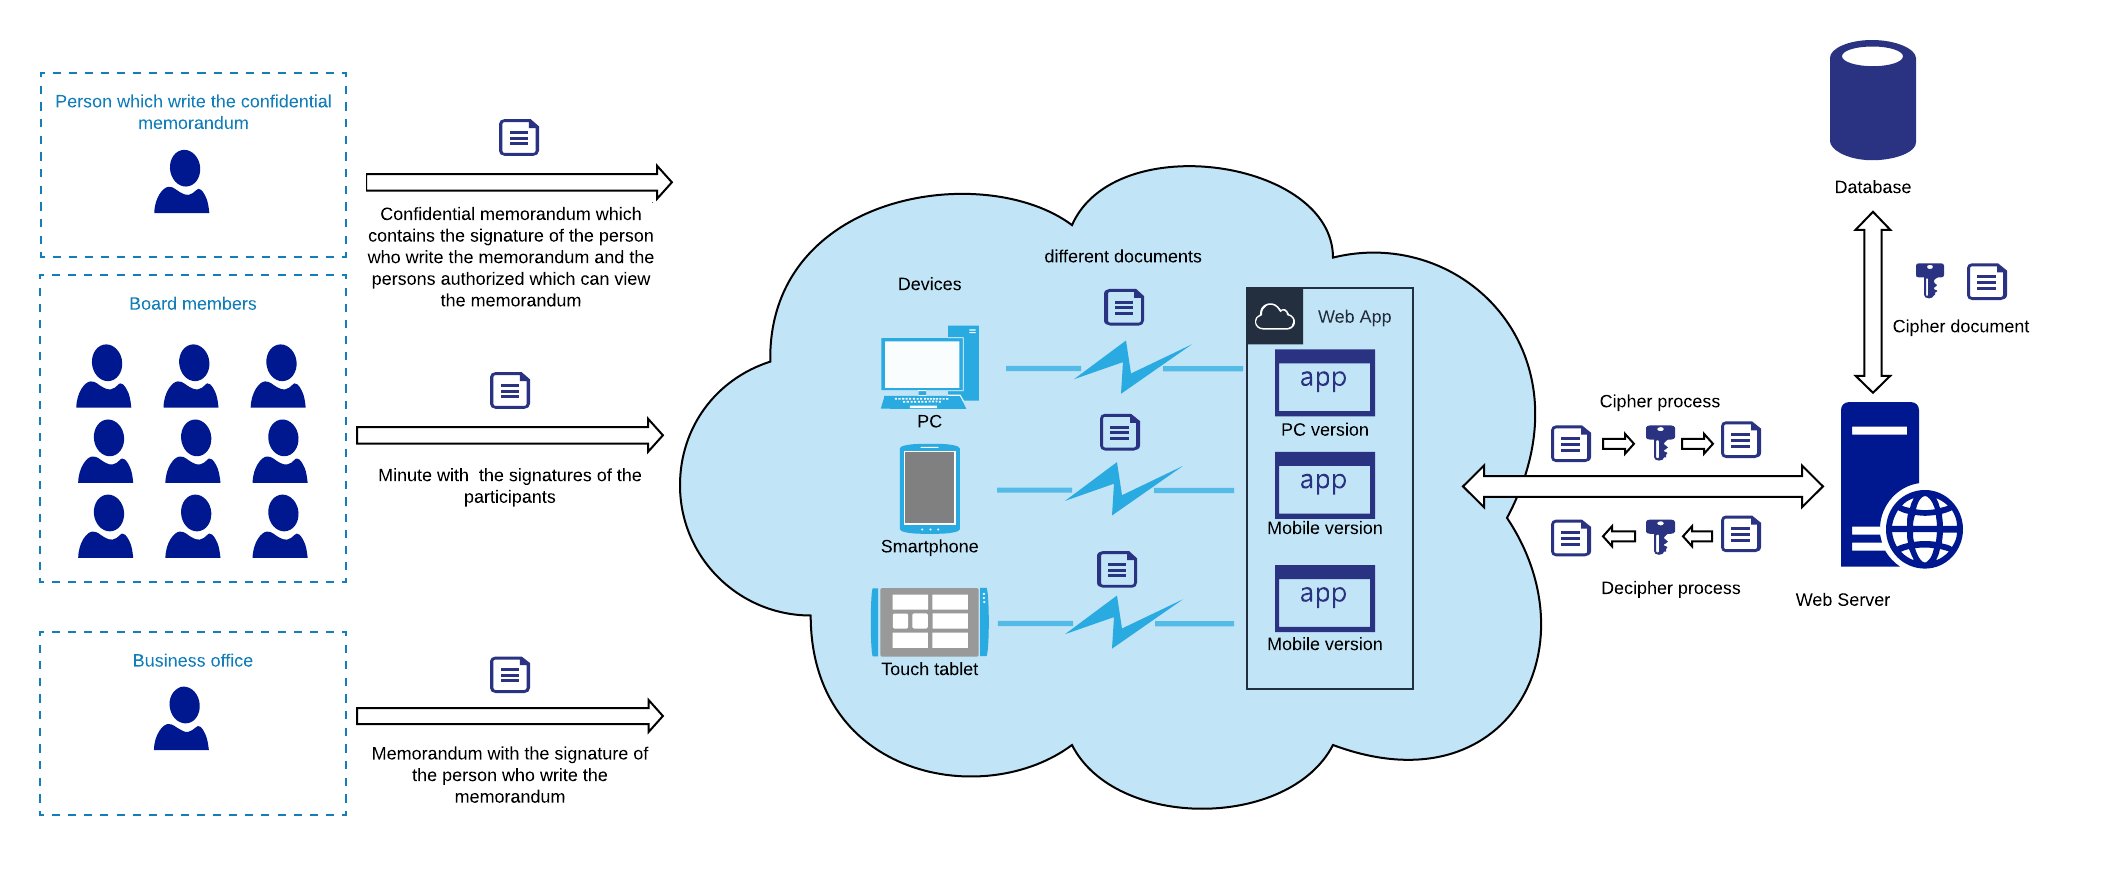 Person which write the confidential
memorandum
Confidential memorandum which
contains the signature of the person
who write the memorandum and the
persons authorized which can view
the memorandum
Board members
Minute with  the signatures of the
participants
Business office
Memorandum with the signature of
the person who write the
memorandum
different documents
Devices
PC
Smartphone
Touch tablet
Web App
app
PC version
app
Mobile version
app
Mobile version
Cipher process
Decipher process
Database
Cipher document
Web Server